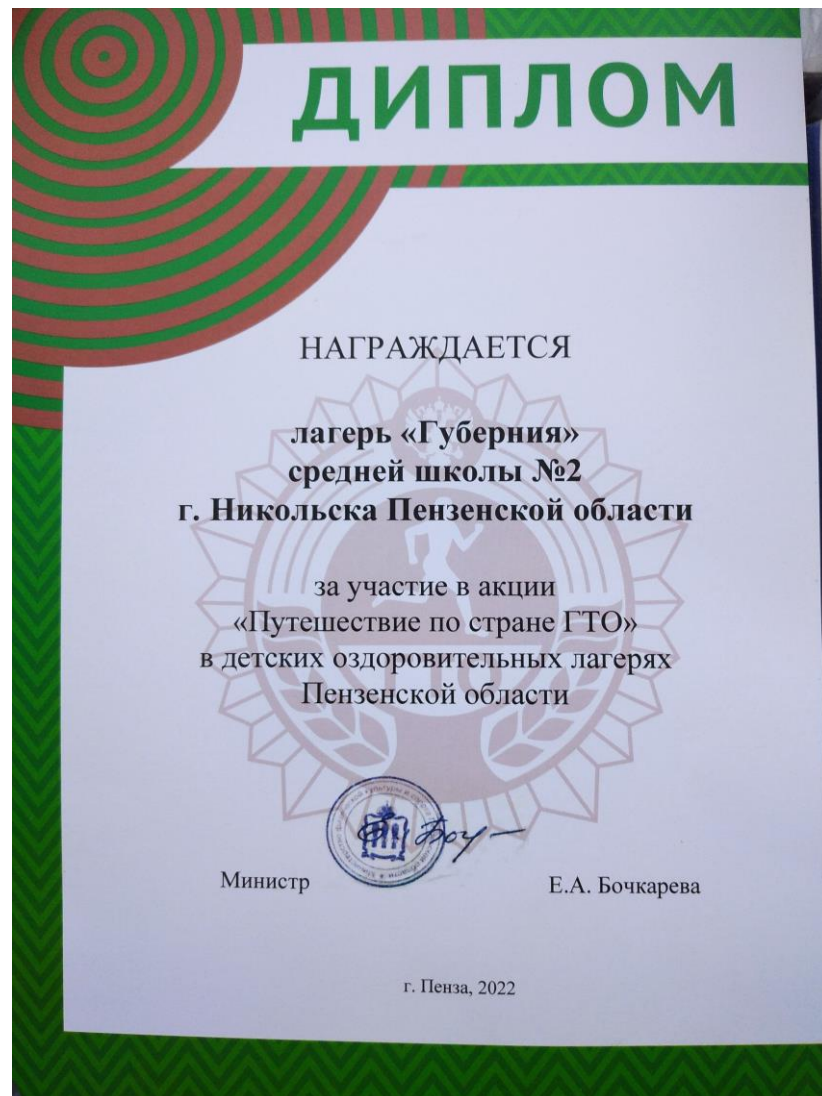 ДИПЛОМ
НАГРАЖДАЕТСЯ
лагерь «Губерния»
средней школы №2
г. Никольска Пензенской области
за участие в акции
«Путешествие по стране ГТО»
в детских оздоровительных лагерях
Пензенской области
Министр
Е.А. Бочкарева
г. Пенза, 2022